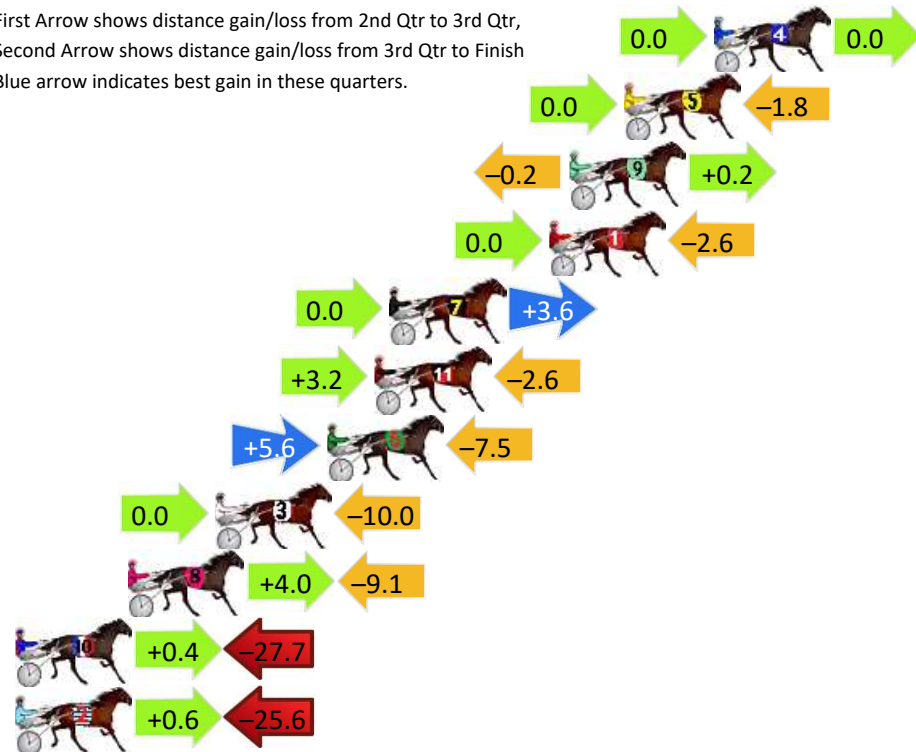 First Arrow shows distance gain/loss from 2nd Qtr to 3rd Qtr,
Second Arrow shows distance gain/loss from 3rd Qtr to Finish
Blue arrow indicates best gain in these quarters.
0.0 4 0.0
0.0 5 –1.8
–0.2 9 +0.2
0.0 1 –2.6
0.0 7 +3.6
+3.2 11 –2.6
+5.6 –7.5
0.0 3 –10.0
8 +4.0 –9.1
10 +0.4 –27.7
2 +0.6 –25.6